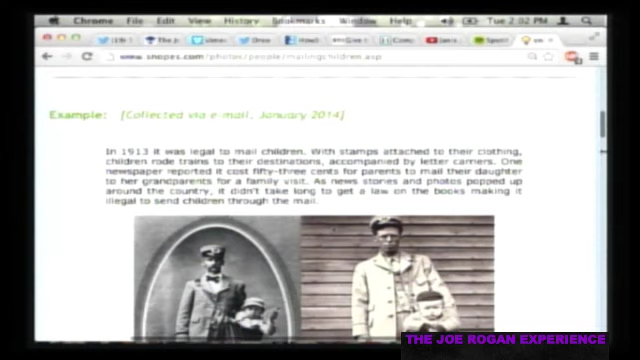 Chrome File Edit View History Bookmarks Window Help Tue 2:02 PM
www.snopes.com/photos/people/mailingchildren.asp
Example: [Collected via e-mail, January 2014]
In 1913 it was legal to mail children. With stamps attached to their clothing,
children rode trains to their destinations, accompanied by letter carriers. One
newspaper reported it cost fifty-three cents for parents to mail their daughter
to her grandparents for a family visit. As news stories and photos popped up
around the country, it didn't take long to get a law on the books making it
illegal to send children through the mail.
THE JOE ROGAN EXPERIENCE